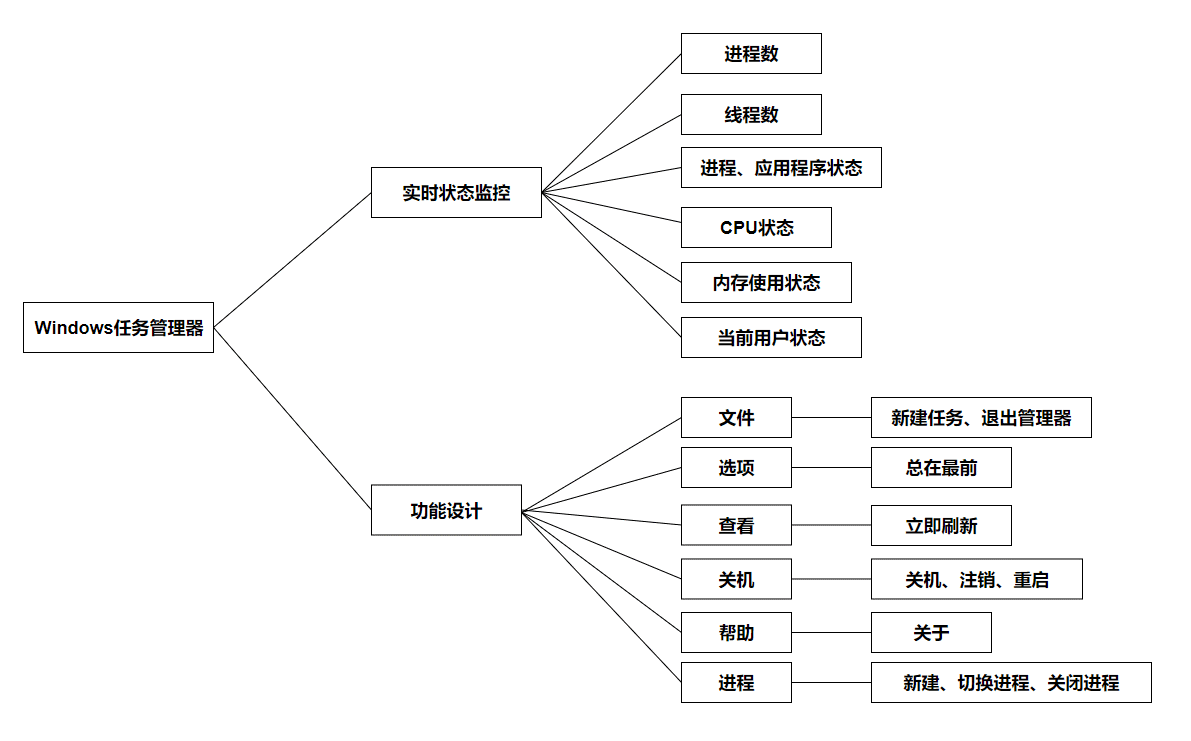 进程数
线程数
进程、应用程序状态
实时状态监控
CPU状态
内存使用状态
Windows任务管理器
当前用户状态
文件
新建任务、退出管理器
选项
总在最前
功能设计
查看
立即刷新
关机
关机、注销、重启
帮助
关于
进程
新建、切换进程、关闭进程